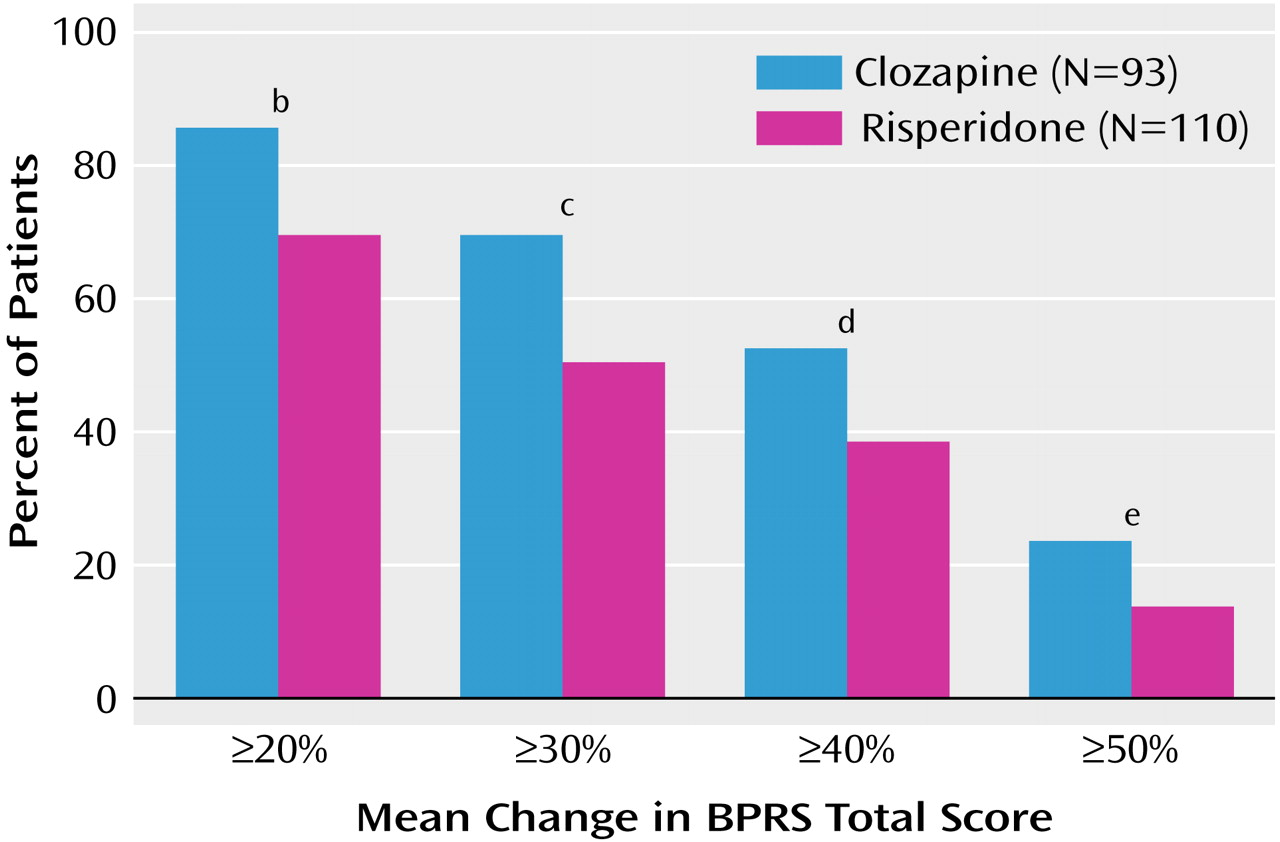 100
80
60
40
20
0
Percent of Patients
Clozapine (N=93)
Risperidone (N=110)
b
c
d
e
≥20%
≥30%
≥40%
≥50%
Mean Change in BPRS Total Score